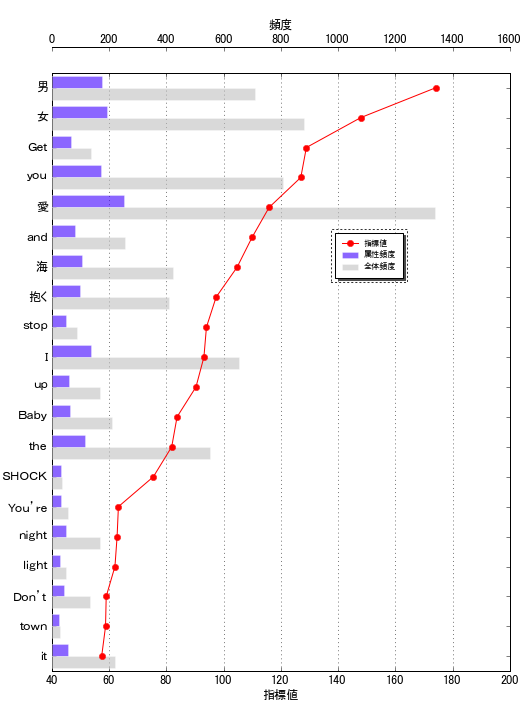 頻度
0 200 400 600 800 1000 1200 1400 1600
男
女
Get
you
愛
and
海
抱く
stop
I
up
Baby
the
SHOCK
You're
night
light
Don't
town
it
指標値
属性頻度
全体頻度
40 60 80 100 120 140 160 180 200
指標値